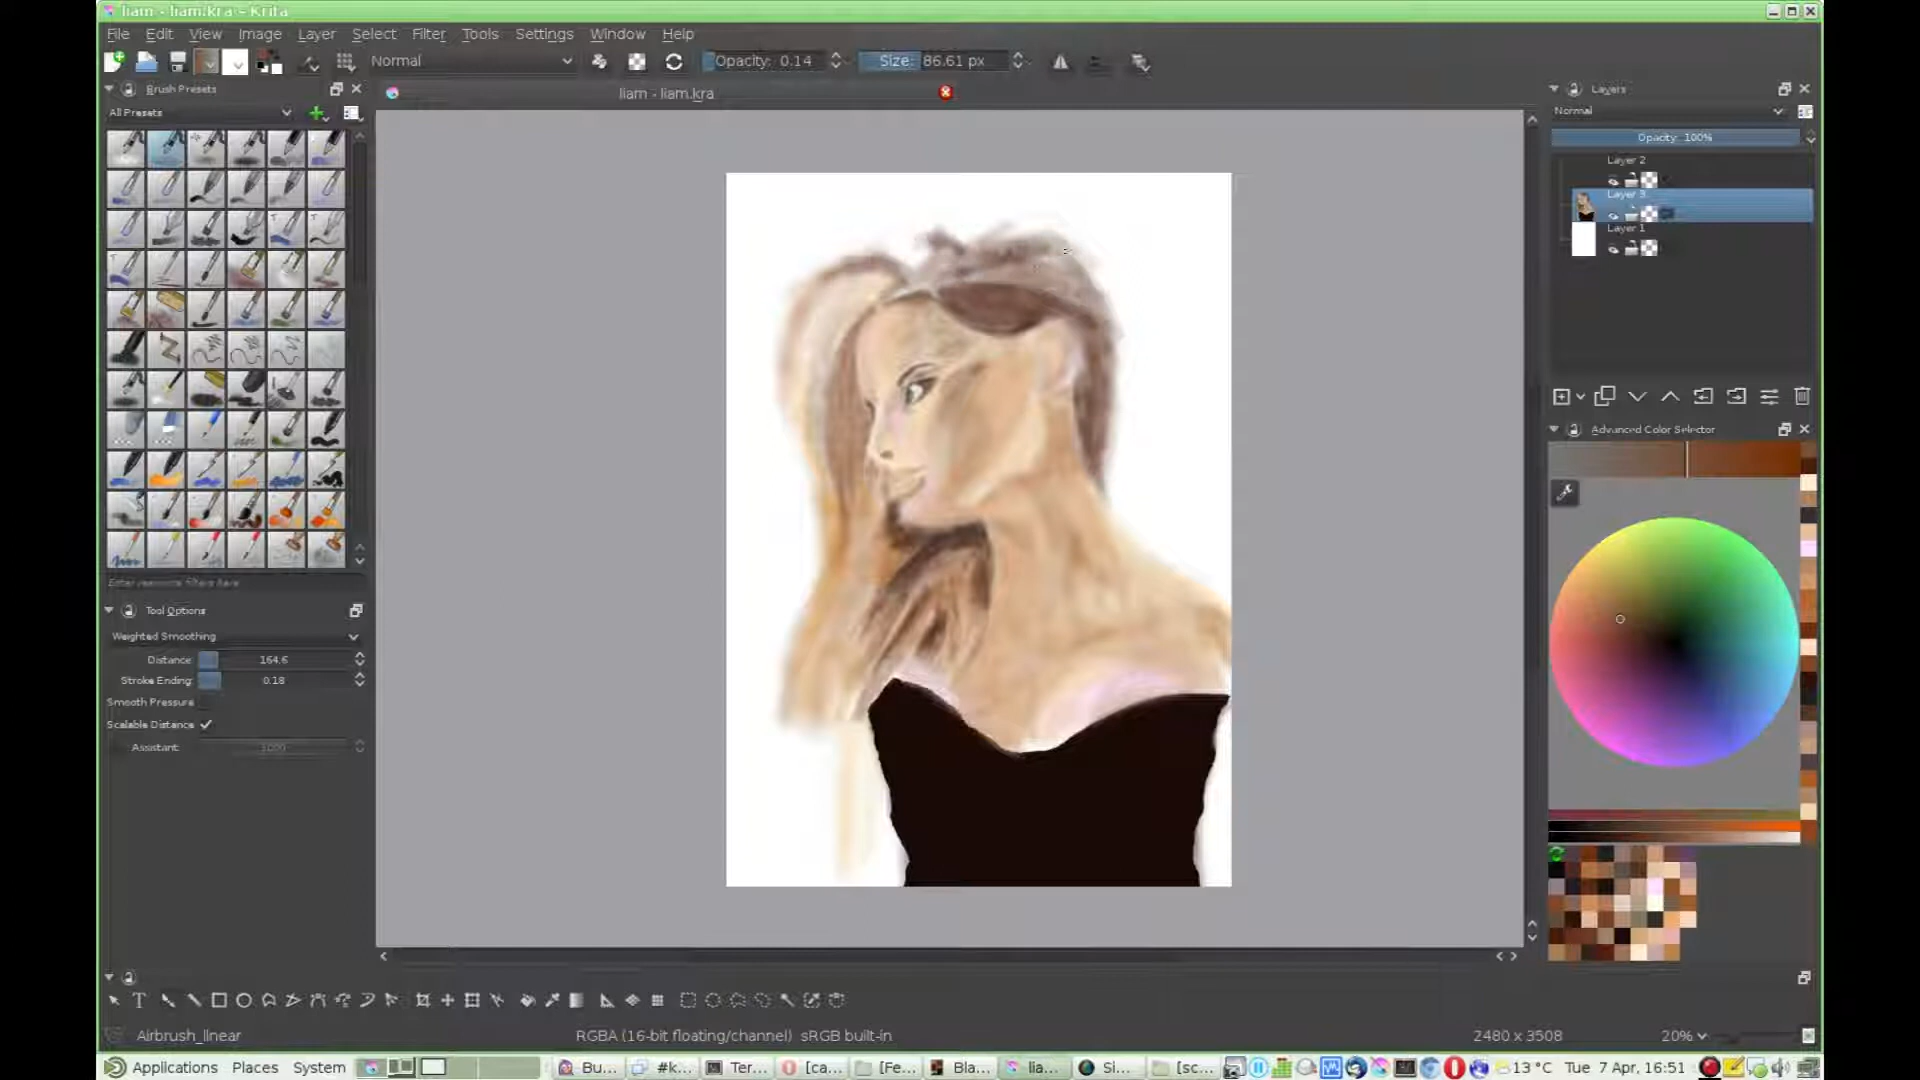 liam - liam.kra - Krita
File Edit View Image Layer Select Filter Tools Settings Window Help
Normal Opacity: 0.14 Size: 86.61 px
Brush Presets
liam - liam.kra
Layers
All Presets
Normal
Opacity: 100%
Layer 2
Layer 3
Layer 1
Advanced Color Selector
Enter resource filters here
Tool Options
Weighted Smoothing
Distance: 164.6
Stroke Ending: 0.18
Smooth Pressure
Scalable Distance
Assistant:
Airbrush_linear RGBA (16-bit floating/channel) sRGB built-in 2480 x 3508 20%
Applications Places System Bu... #k... Ter... [ca... [Fe... Bla... lia... Si... [sc... 13 °C Tue 7 Apr, 16:51